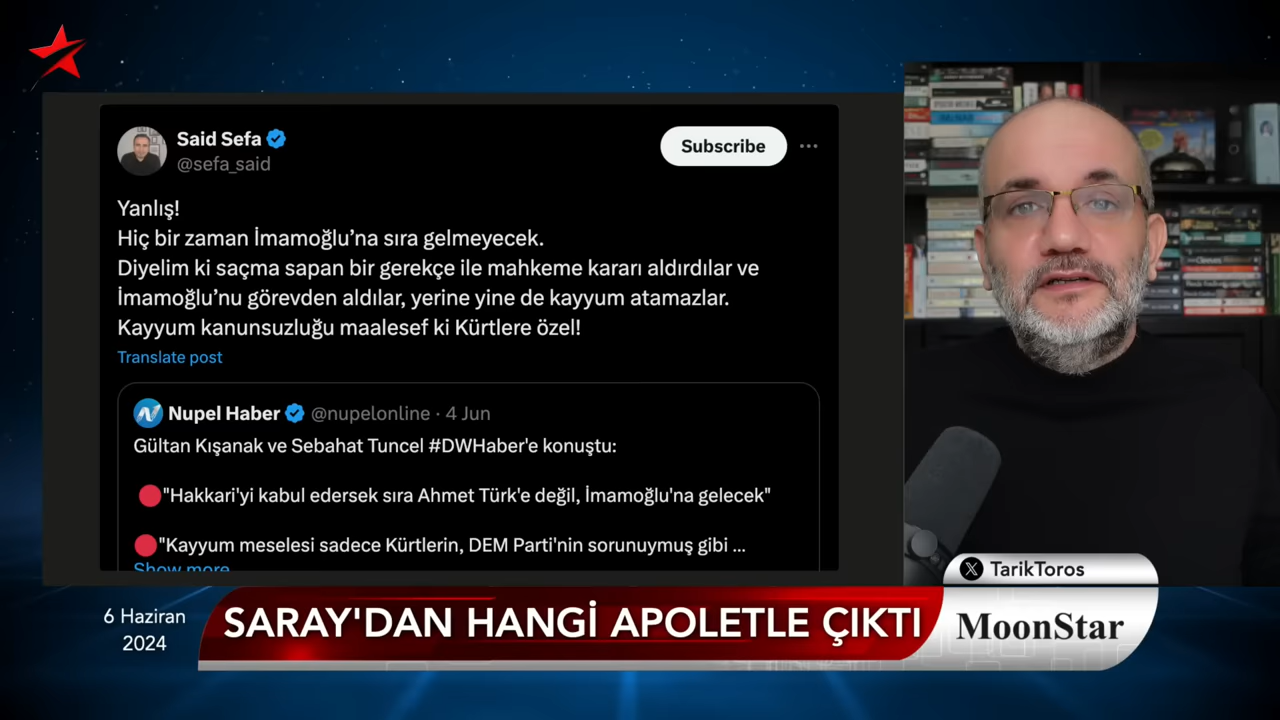 Said Sefa
@sefa_said
Subscribe
Yanlış!
Hiç bir zaman İmamoğlu’na sıra gelmeyecek.
Diyelim ki saçma sapan bir gerekçe ile mahkeme kararı aldırdılar ve
İmamoğlu’nu görevden aldılar, yerine yine de kayyum atamazlar.
Kayyum kanunsuzluğu maalesef ki Kürtlere özel!
Translate post
Nupel Haber @nupelonline · 4 Jun
Gültan Kışanak ve Sebahat Tuncel #DWHaber'e konuştu:
"Hakkari'yi kabul edersek sıra Ahmet Türk'e değil, İmamoğlu'na gelecek"
"Kayyum meselesi sadece Kürtlerin, DEM Parti'nin sorunuymuş gibi ...
Show more
TarikToros
6 Haziran
2024
SARAY'DAN HANGİ APOLETLE ÇIKTI
MoonStar